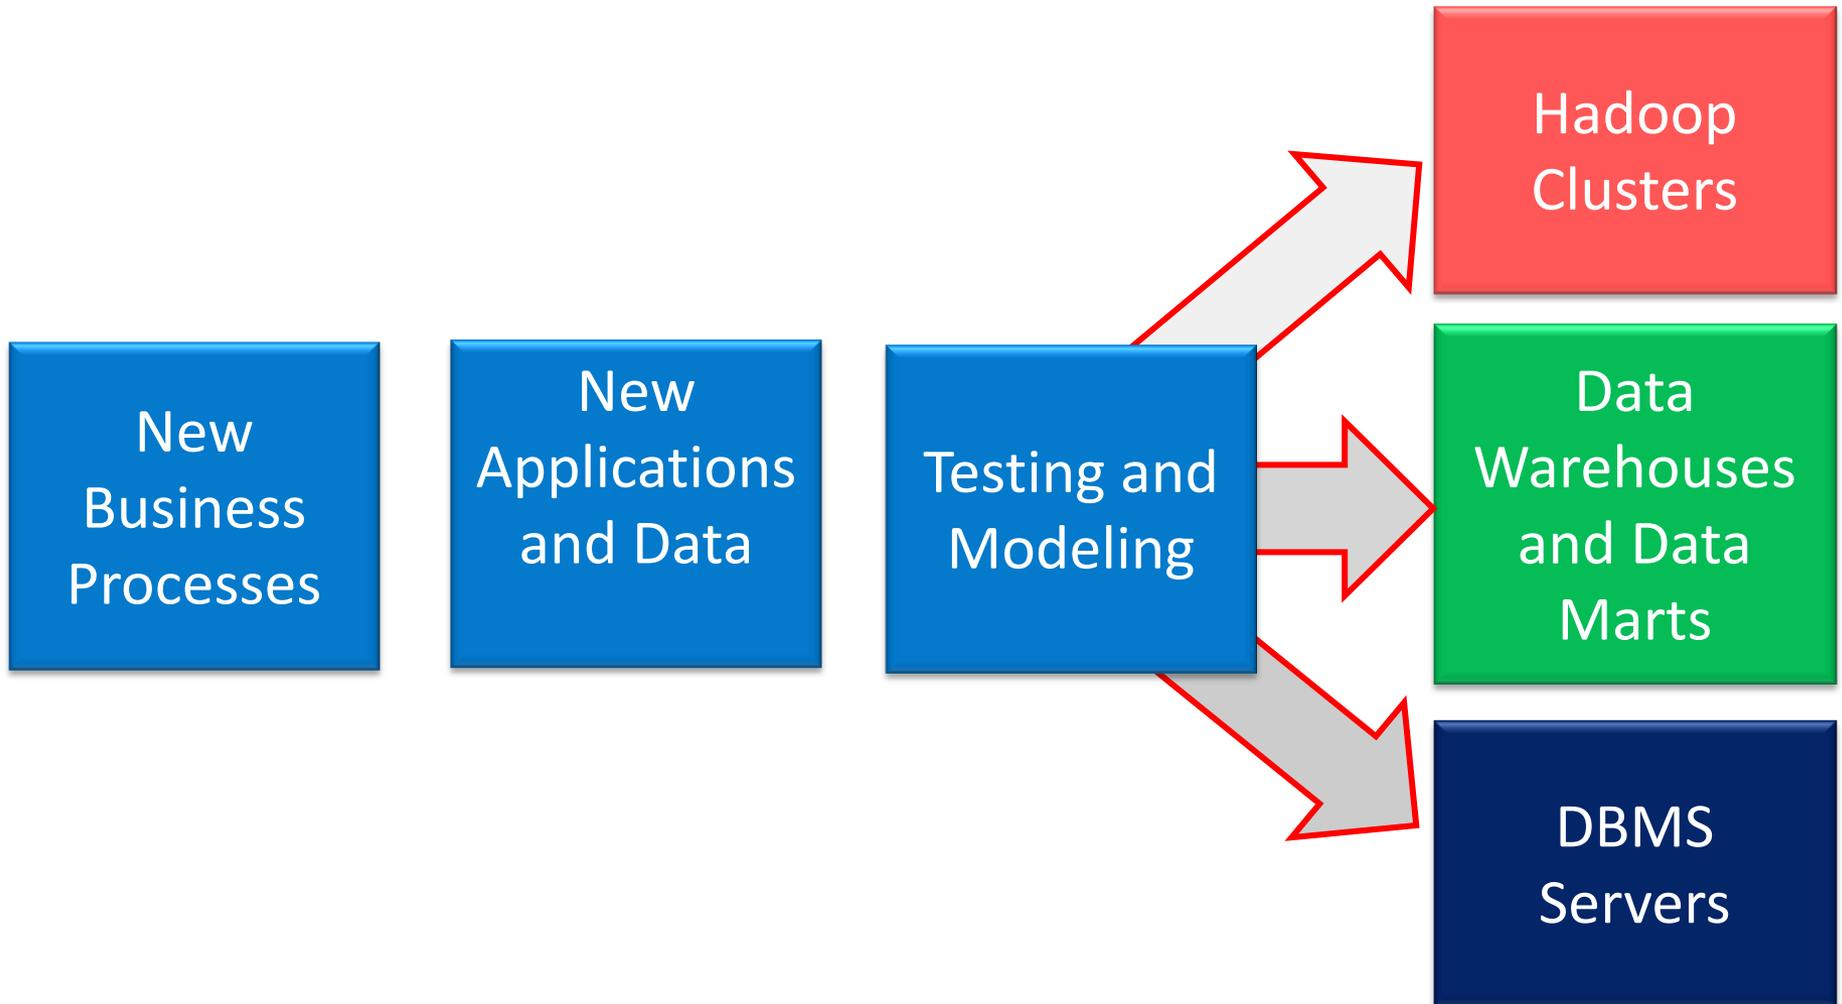 New
Business
Processes
New
Applications
and Data
Testing and
Modeling
Hadoop
Clusters
Data
Warehouses
and Data
Marts
DBMS
Servers